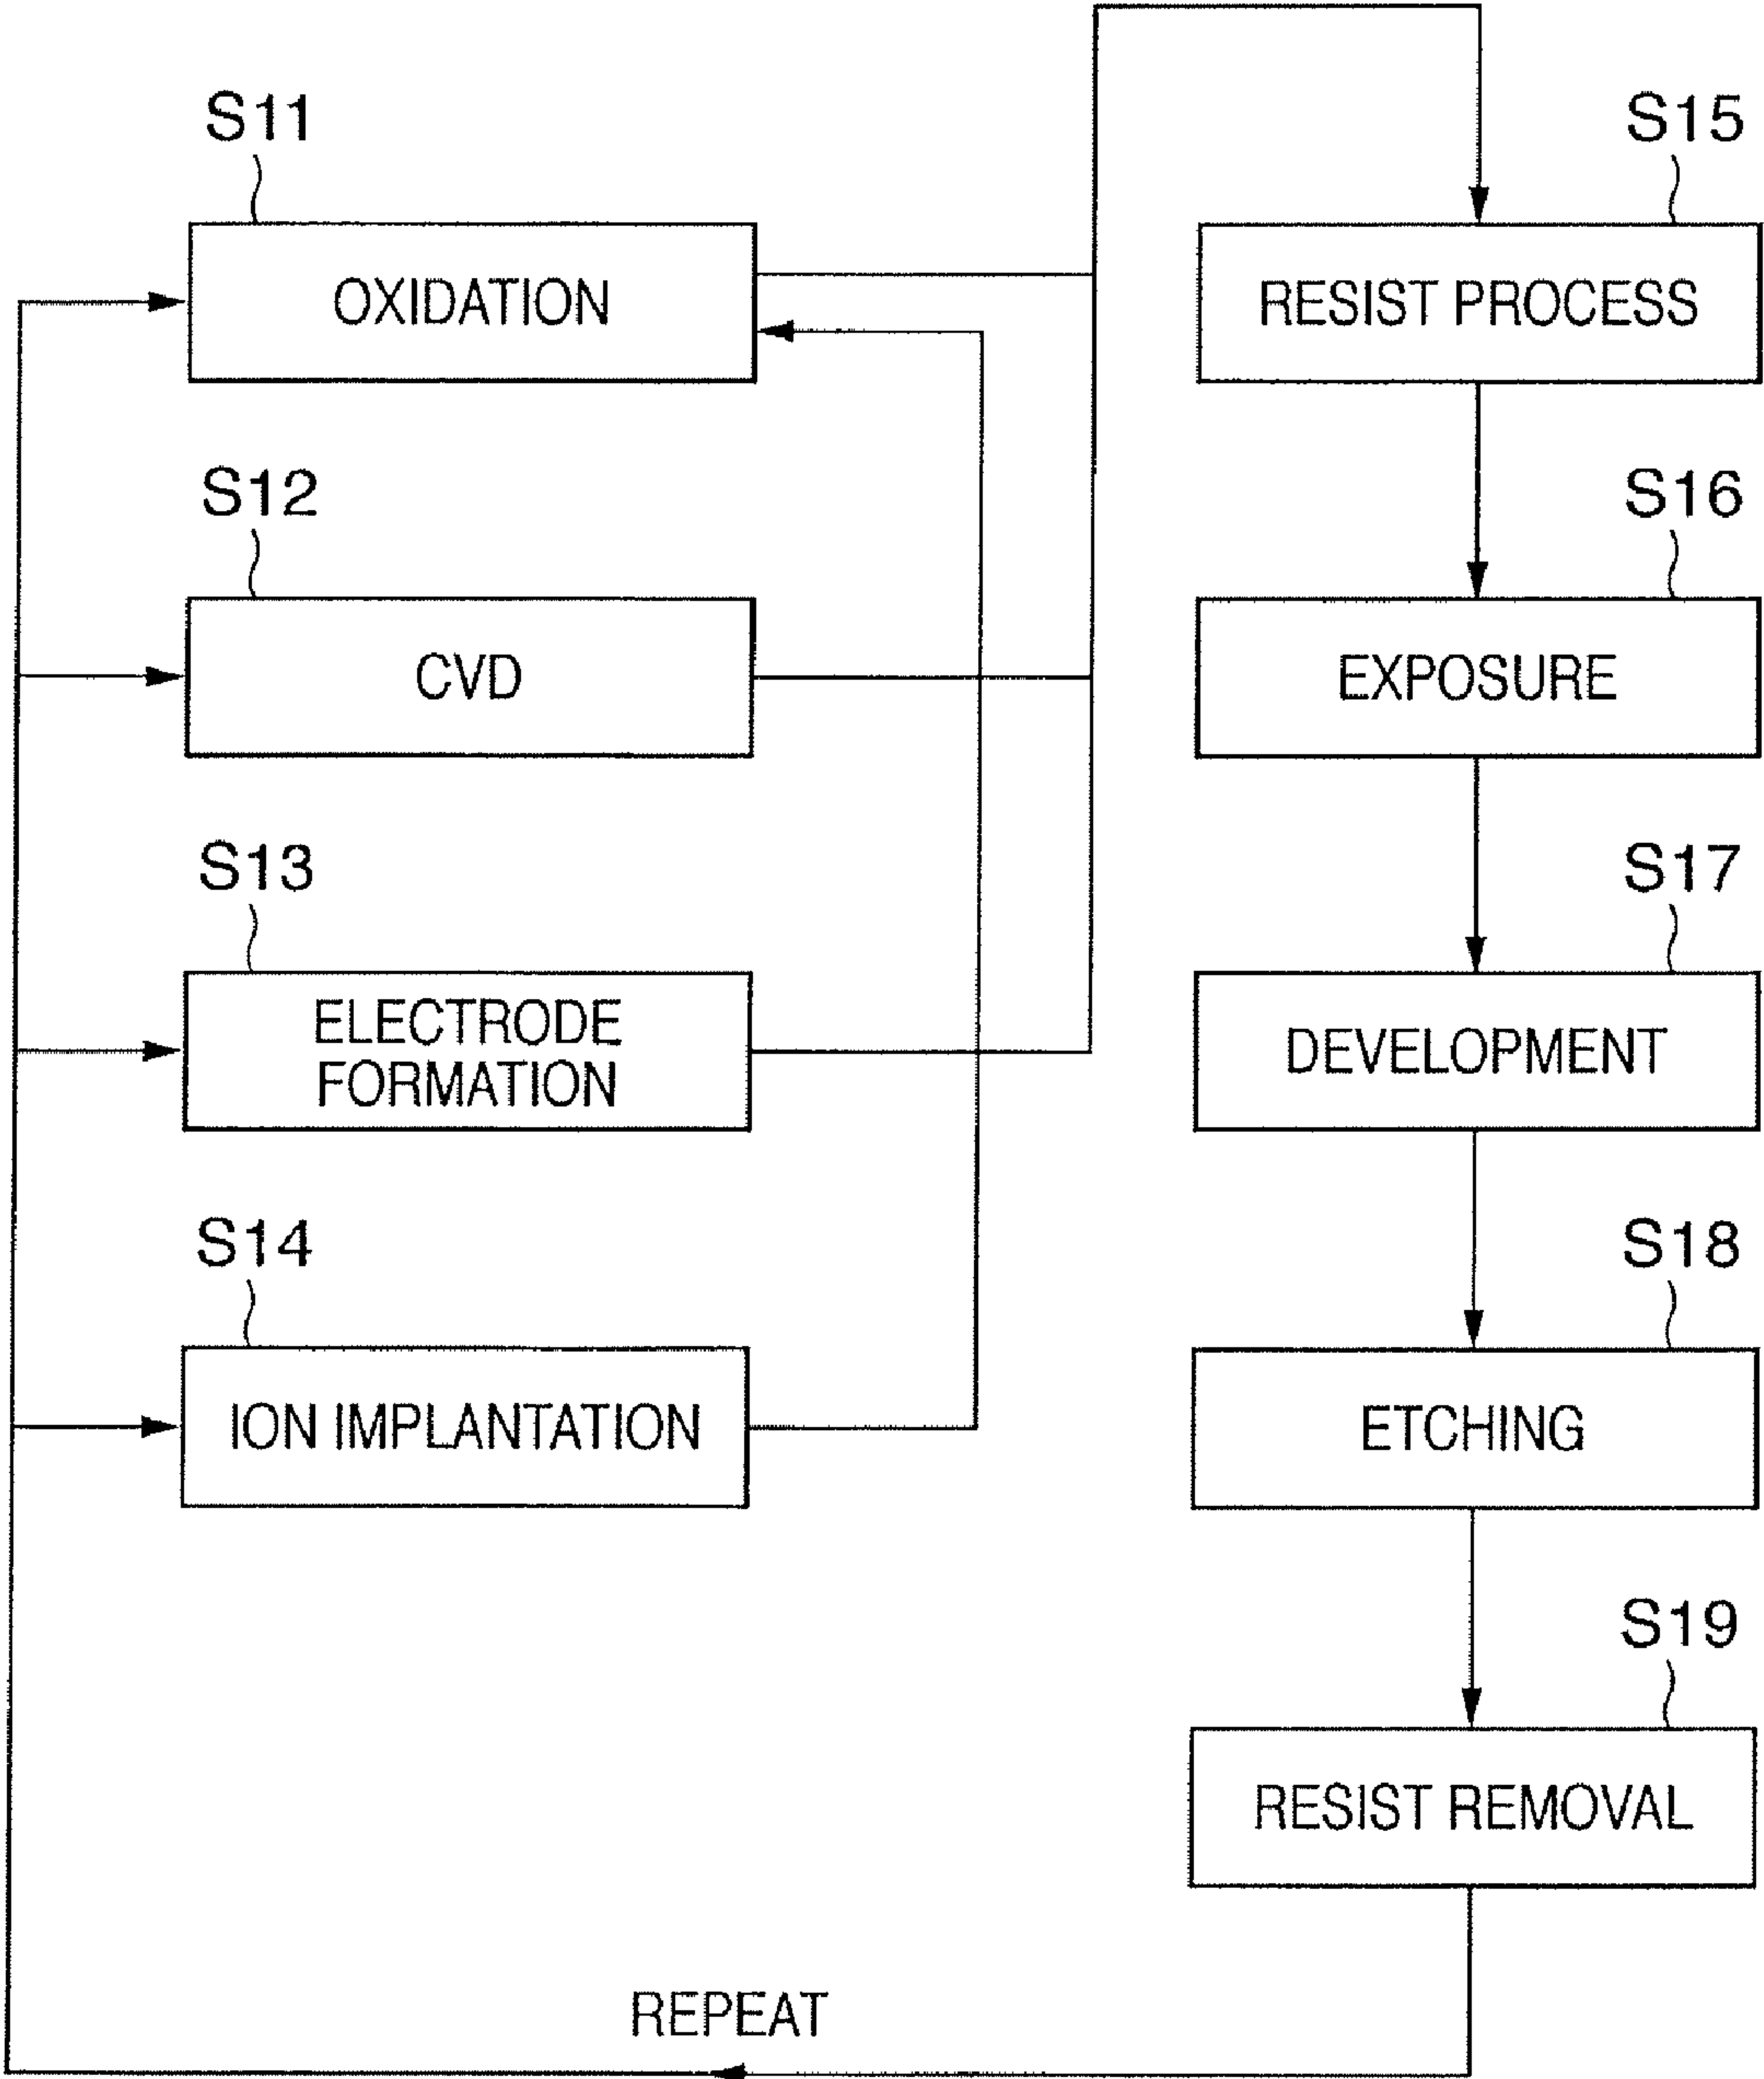 S11
OXIDATION
S12
CVD
S13
ELECTRODE
FORMATION
S14
ION IMPLANTATION
S15
RESIST PROCESS
S16
EXPOSURE
S17
DEVELOPMENT
S18
ETCHING
S19
RESIST REMOVAL
REPEAT